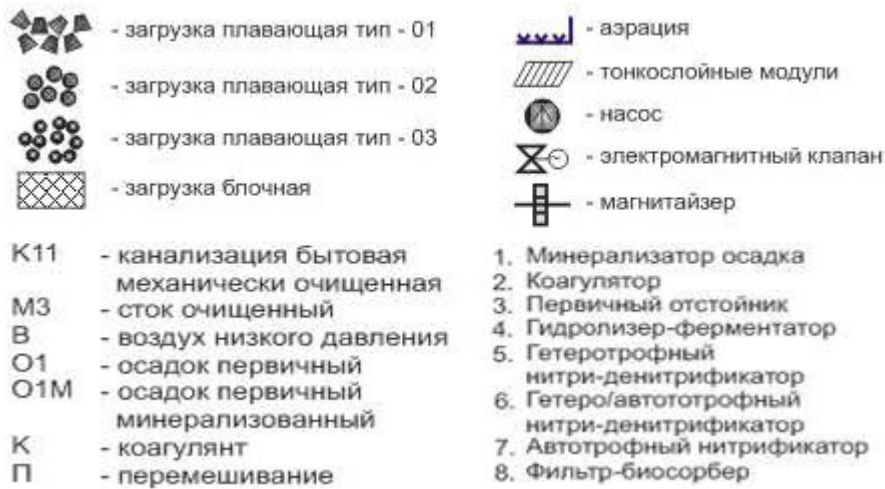 - загрузка плавающая тип - 01
- загрузка плавающая тип - 02
- загрузка плавающая тип - 03
- загрузка блочная
- аэрация
- тонкослойные модули
- насос
- электромагнитный клапан
- магнитайзер
К11 - канализация бытовая
механически очищенная
М3 - сток очищенный
В - воздух низкого давления
О1 - осадок первичный
О1М - осадок первичный
минерализованный
К - коагулянт
П - перемешивание
1. Минерализатор осадка
2. Коагулятор
3. Первичный отстойник
4. Гидролизер-ферментатор
5. Гетеротрофный
нитри-денитрификатор
6. Гетеро/автототрофный
нитри-денитрификатор
7. Автотрофный нитрификатор
8. Фильтр-биосорбер